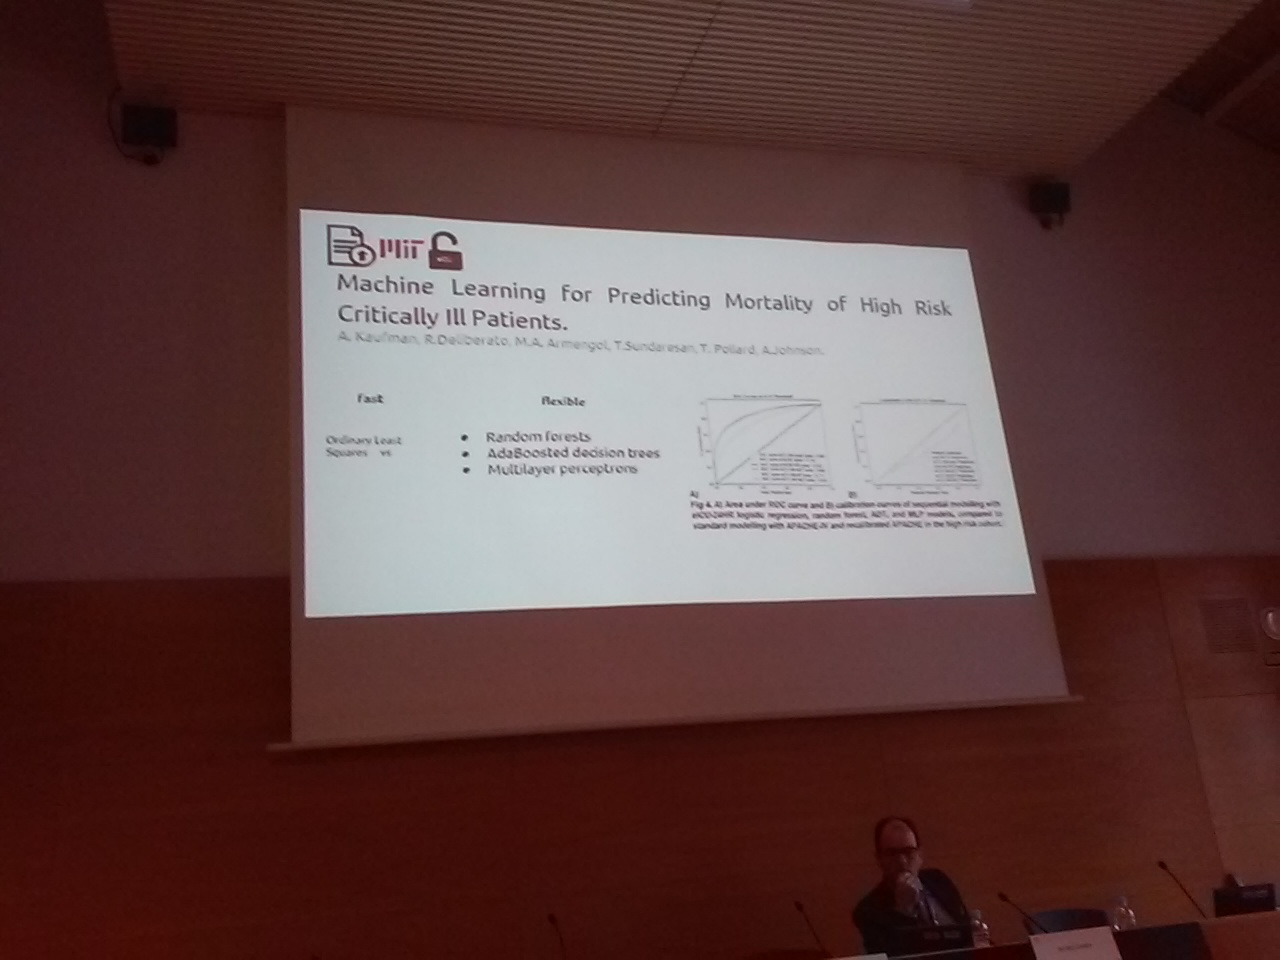 MiT
Machine Learning for Predicting Mortality of High Risk
Critically Ill Patients.
A. Kaufman, R.Deliberato, M.A. Armengol, T.Sundaresan, T. Pollard, A.Johnson.
Fast
flexible
Ordinary Least
Squares vs
• Random forests
• AdaBoosted decision trees
• Multilayer perceptrons
A)
B)
Fig 4. A) Area under ROC curve and B) calibration curves of sequential modelling with
eICU-24HR logistic regression, random forest, ADT, and MLP models, compared to
standard modelling with APACHE-IV and recalibrated APACHE in the high risk cohort.